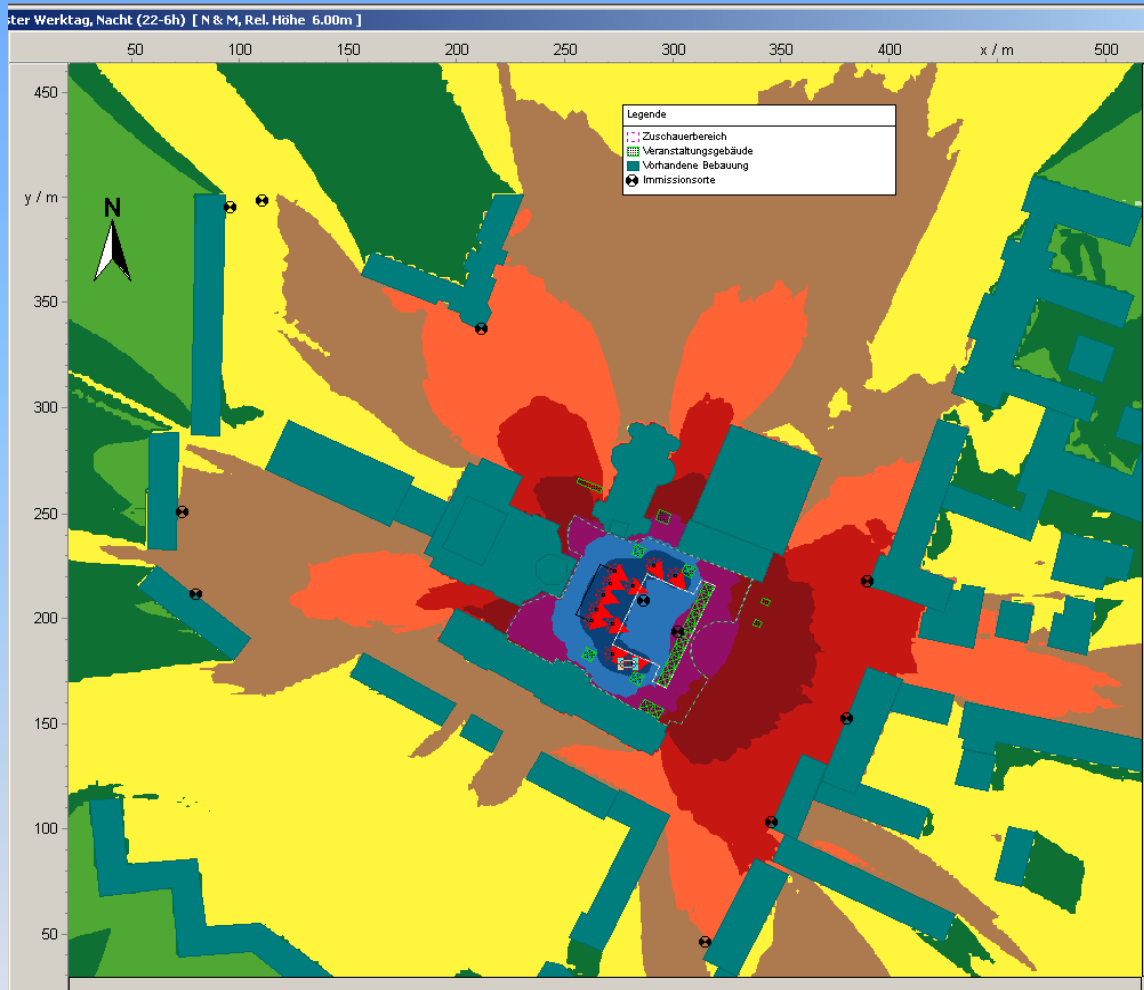 ster Werktag, Nacht (22-6h) [ N & M, Rel. Höhe 6.00m ]
50 100 150 200 250 300 350 400 x / m 500
450
y / m
N
350
300
250
200
150
100
50
Legende
Zuschauerbereich
Veranstaltungsgebäude
Vorhandene Bebauung
Immissionsorte